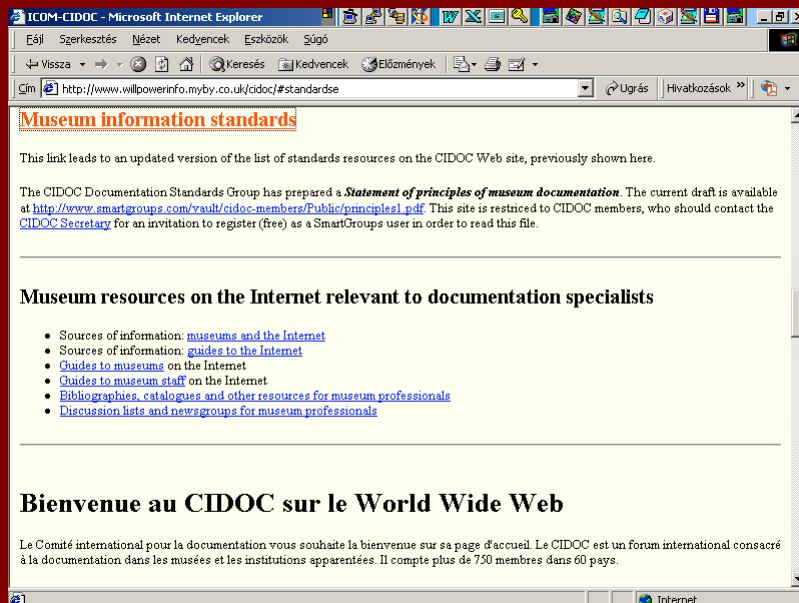 ICOM-CIDOC - Microsoft Internet Explorer
Fájl Szerkesztés Nézet Kedvencek Eszközök Súgó
Vissza Keresés Kedvencek Előzmények
Cím http://www.willpowerinfo.myby.co.uk/cidoc/#standardse Ugrás Hivatkozások »
Museum information standards
This link leads to an updated version of the list of standards resources on the CIDOC Web site, previously shown here.
The CIDOC Documentation Standards Group has prepared a Statement of principles of museum documentation. The current draft is available
at http://www.smartgroups.com/vault/cidoc-members/Public/principles1.pdf. This site is restriced to CIDOC members, who should contact the
CIDOC Secretary for an invitation to register (free) as a SmartGroups user in order to read this file.
Museum resources on the Internet relevant to documentation specialists
• Sources of information: museums and the Internet
• Sources of information: guides to the Internet
• Guides to museums on the Internet
• Guides to museum staff on the Internet
• Bibliographies, catalogues and other resources for museum professionals
• Discussion lists and newsgroups for museum professionals
Bienvenue au CIDOC sur le World Wide Web
Le Comité international pour la documentation vous souhaite la bienvenue sur sa page d'accueil. Le CIDOC est un forum international consacré
à la documentation dans les musées et les institutions apparentées. Il compte plus de 750 membres dans 60 pays.
Internet